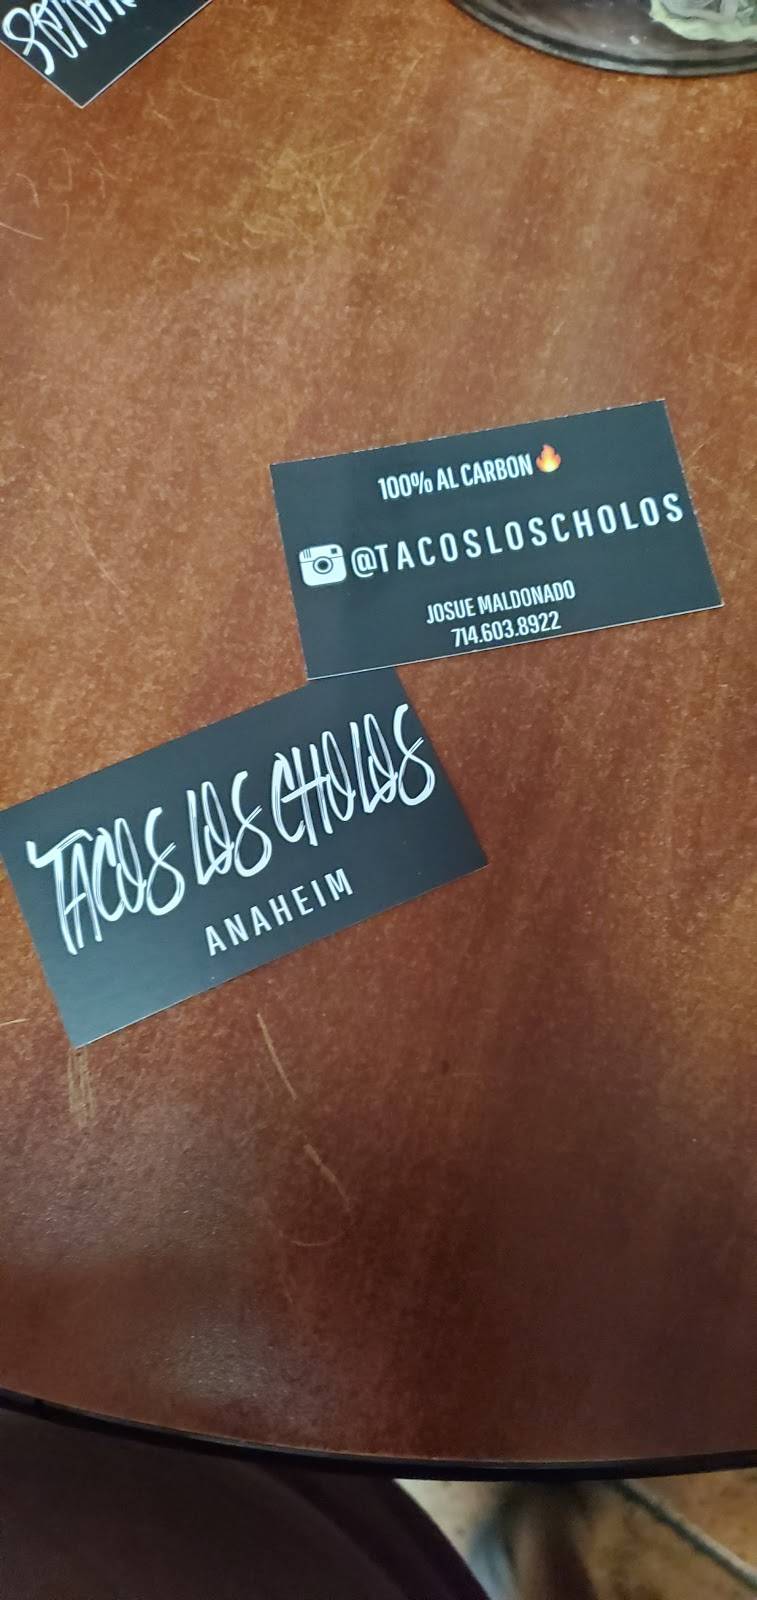 100% AL CARBON🔥
@TACOSLOSCHOLOS
JOSUE MALDONADO
714.603.8922
TACOS LOS CHOLOS
ANAHEIM